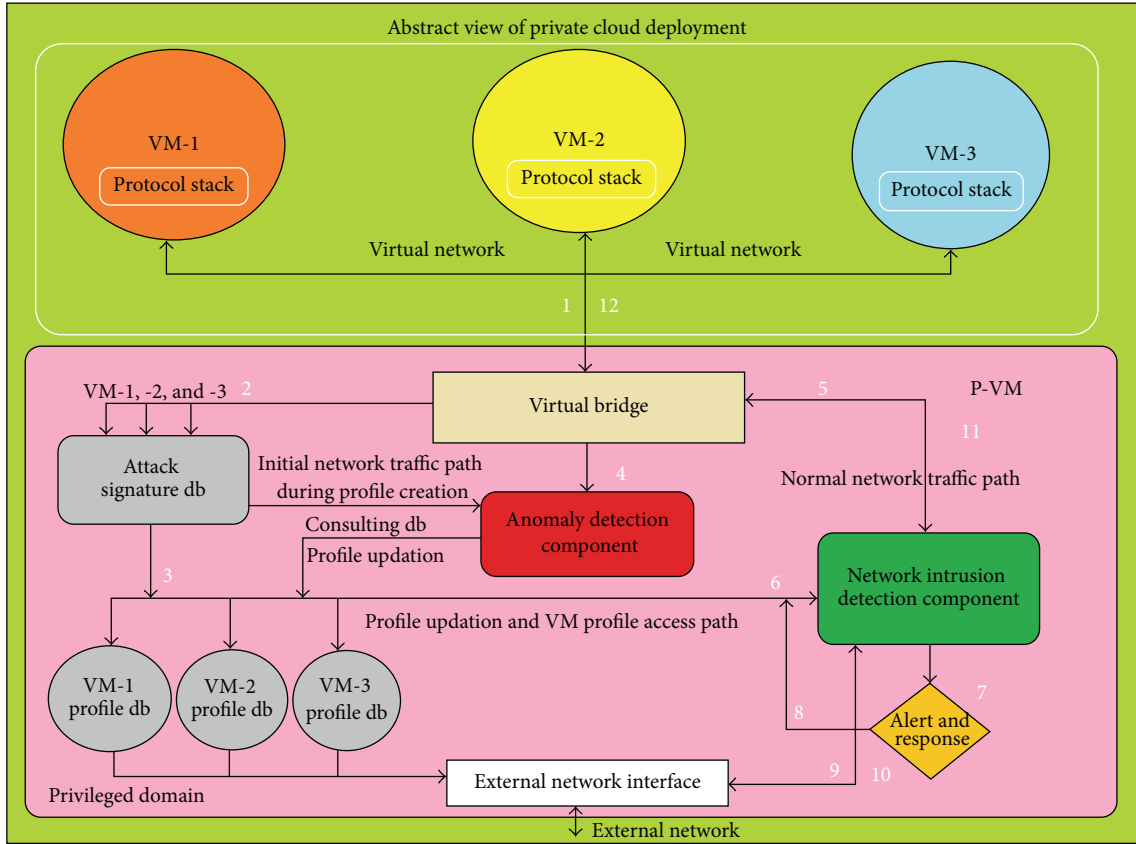 Abstract view of private cloud deployment
VM-1
Protocol stack
VM-2
Protocol stack
VM-3
Protocol stack
Virtual network
Virtual network
1
12
VM-1, -2, and -3
2
Virtual bridge
5
P-VM
11
Attack
signature db
Initial network traffic path
during profile creation
4
Normal network traffic path
Anomaly detection
component
Consulting db
Profile updation
3
6
Network intrusion
detection component
Profile updation and VM profile access path
VM-1
profile db
VM-2
profile db
VM-3
profile db
7
8
Alert and
response
9
10
External network interface
Privileged domain
External network